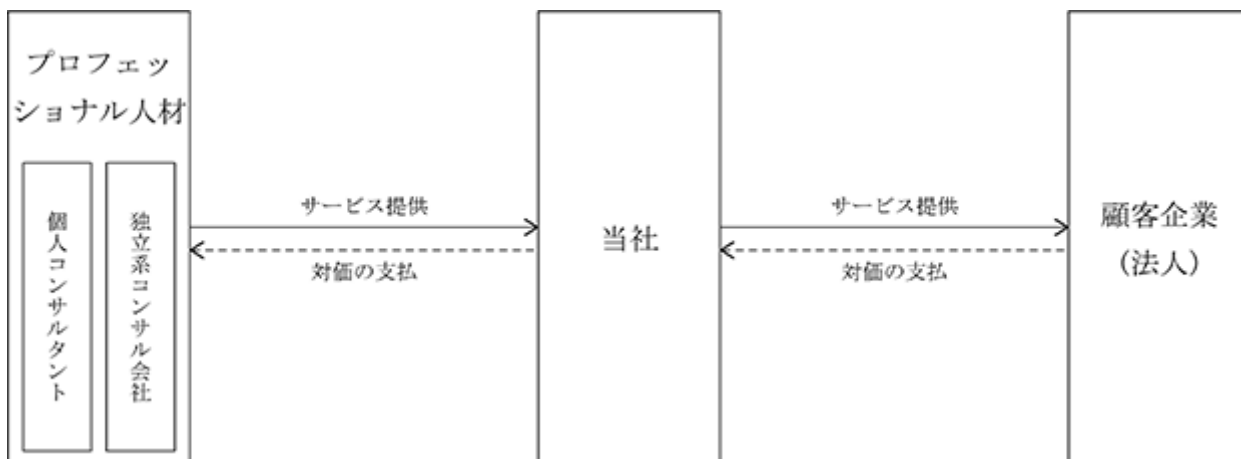 プロフェッ
ショナル人材
個人コンサルタント
独立系コンサル会社
サービス提供
対価の支払
当社
サービス提供
対価の支払
顧客企業
(法人)